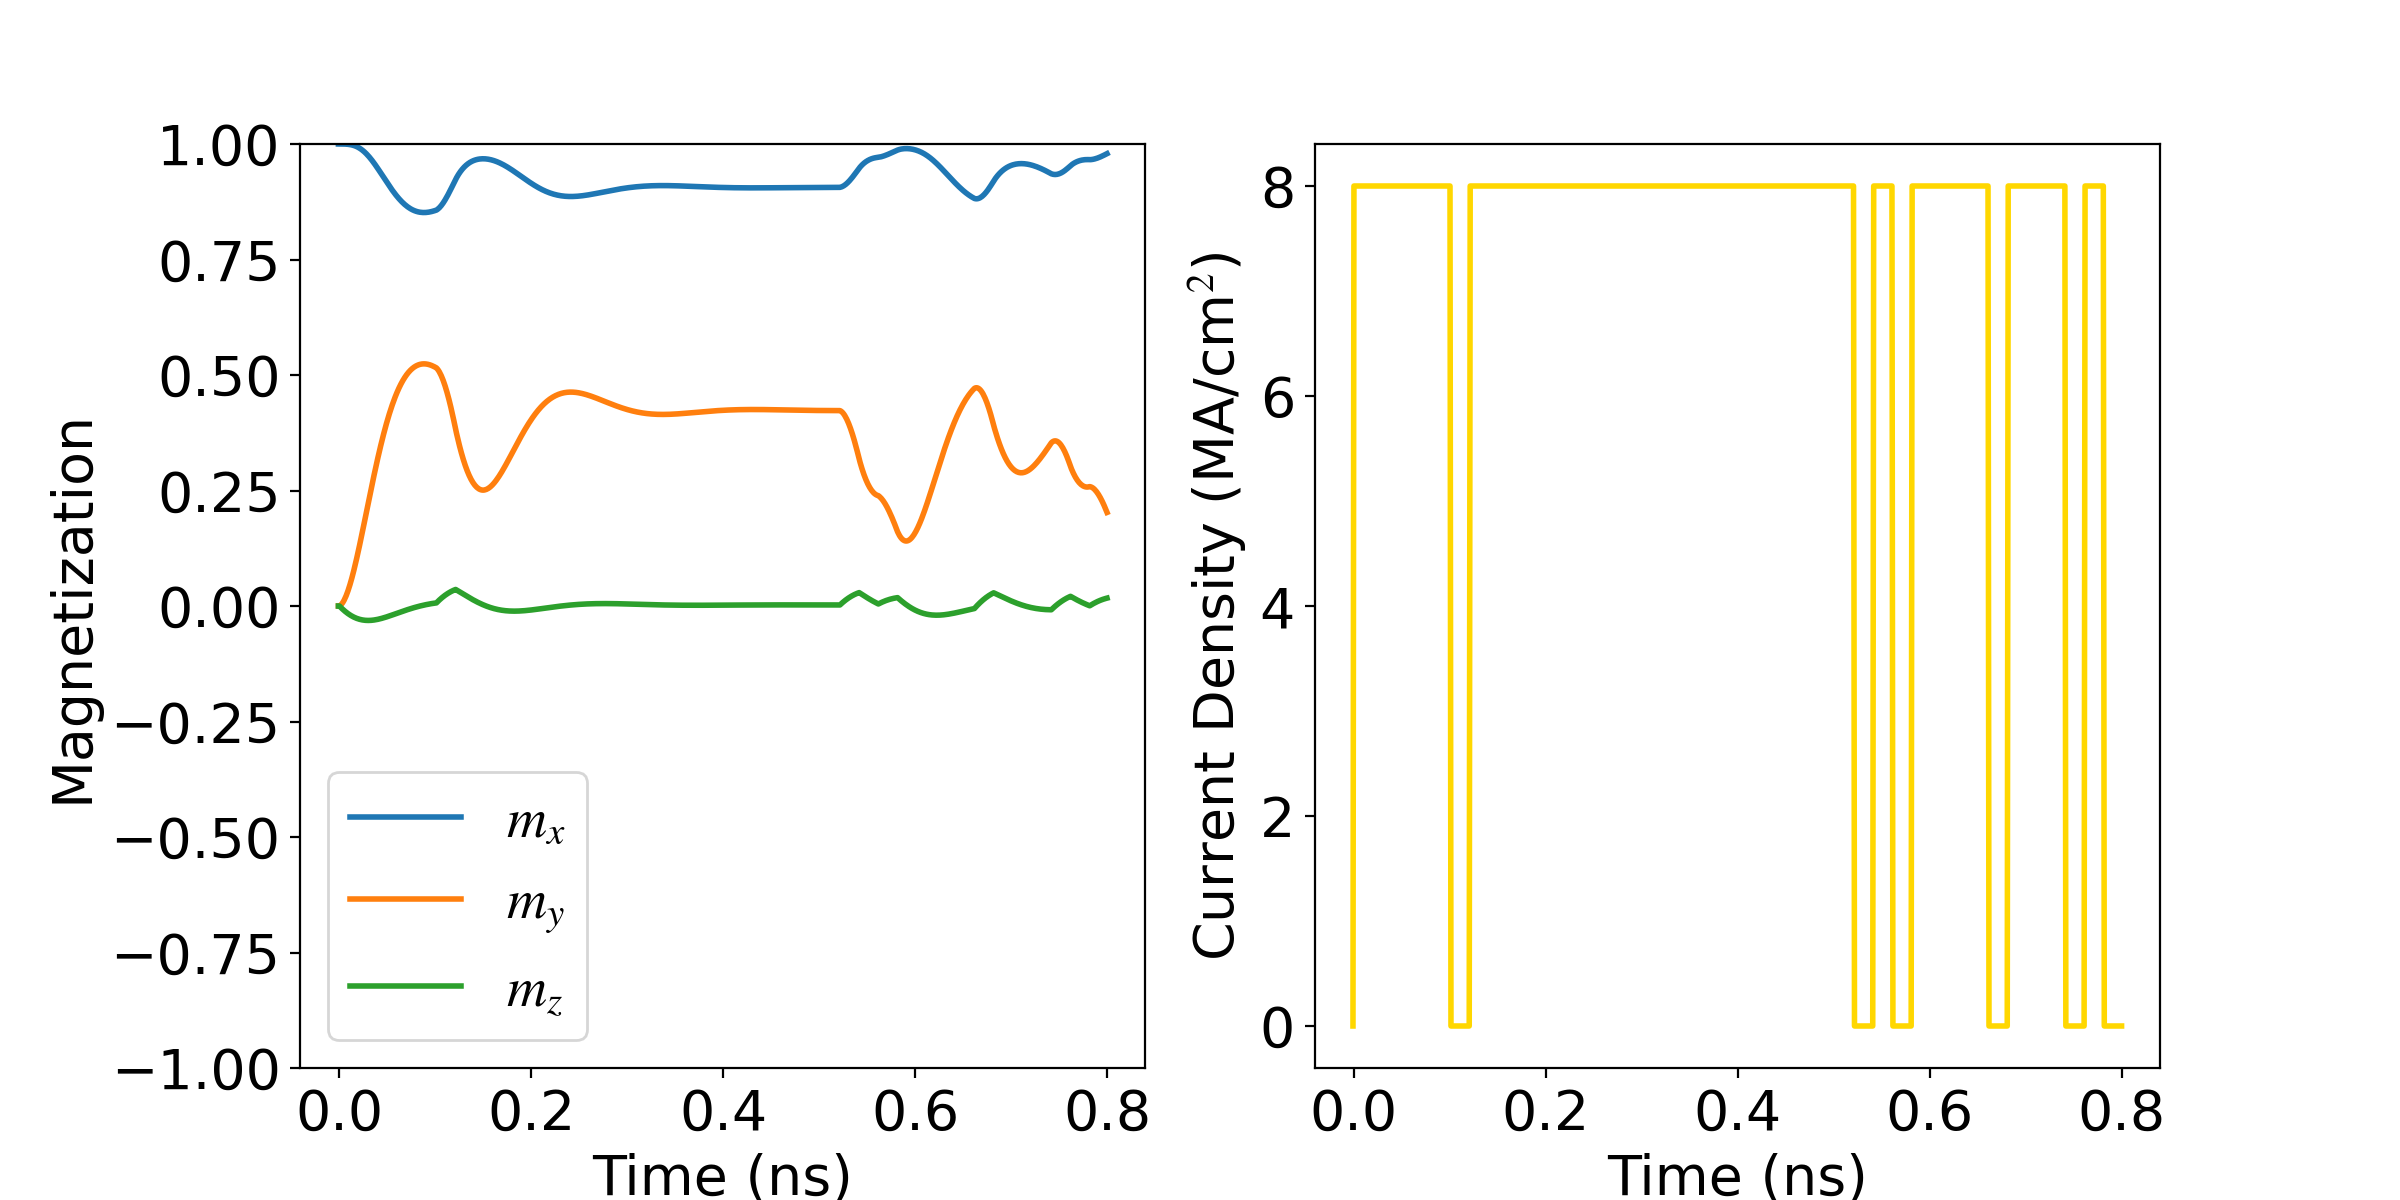 1.00
0.75
0.50
0.25
0.00
−0.25
−0.50
−0.75
−1.00
Magnetization
0.0 0.2 0.4 0.6 0.8
Time (ns)
m_x
m_y
m_z
8
6
4
2
0
Current Density (MA/cm²)
0.0 0.2 0.4 0.6 0.8
Time (ns)